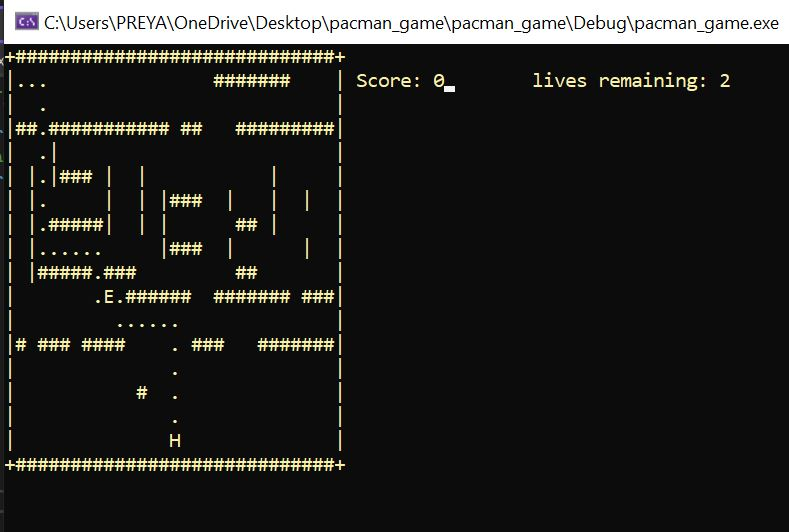 C:\Users\PREYA\OneDrive\Desktop\pacman_game\pacman_game\Debug\pacman_game.exe
+#############################+
|...               #######    | Score: 0       lives remaining: 2
|  .                          |
|##.########### ##   #########|
|  .|                         |
| |.|### |  |           |     |
| |.     |  | |###  |   |  |  |
| |.#####|  | |      ## |     |
| |......     |###  |      |  |
| |#####.###         ##       |
|       .E.######  ####### ###|
|         ......              |
|# ### ####    . ###   #######|
|              .              |
|           #  .              |
|              .              |
|              H              |
+#############################+